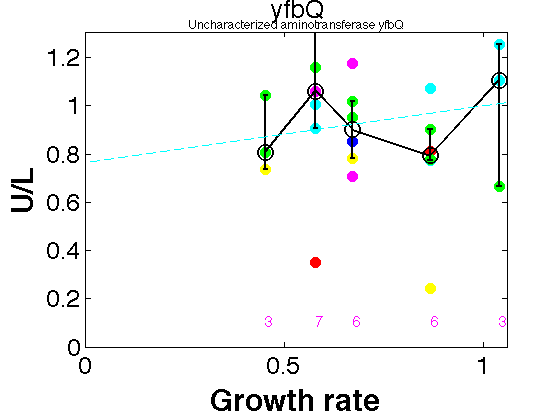 yfbQ
Uncharacterized aminotransferase yfbQ
1.2
1
0.8
0.6
0.4
0.2
0
U/L
3 7 6 6 3
0 0.5 1
Growth rate